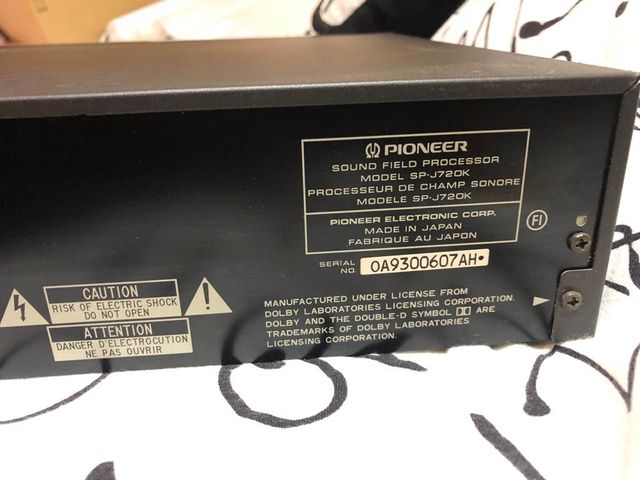 PIONEER
SOUND FIELD PROCESSOR
MODEL SP-J720K
PROCESSEUR DE CHAMP SONORE
MODELE SP-J720K
PIONEER ELECTRONIC CORP.
MADE IN JAPAN
FABRIQUE AU JAPON
FI
SERIAL NO. OA9300607AH•
CAUTION
RISK OF ELECTRIC SHOCK
DO NOT OPEN
ATTENTION
DANGER D'ELECTROCUTION
NE PAS OUVRIR
MANUFACTURED UNDER LICENSE FROM
DOLBY LABORATORIES LICENSING CORPORATION.
DOLBY AND THE DOUBLE-D SYMBOL ARE
TRADEMARKS OF DOLBY LABORATORIES
LICENSING CORPORATION.